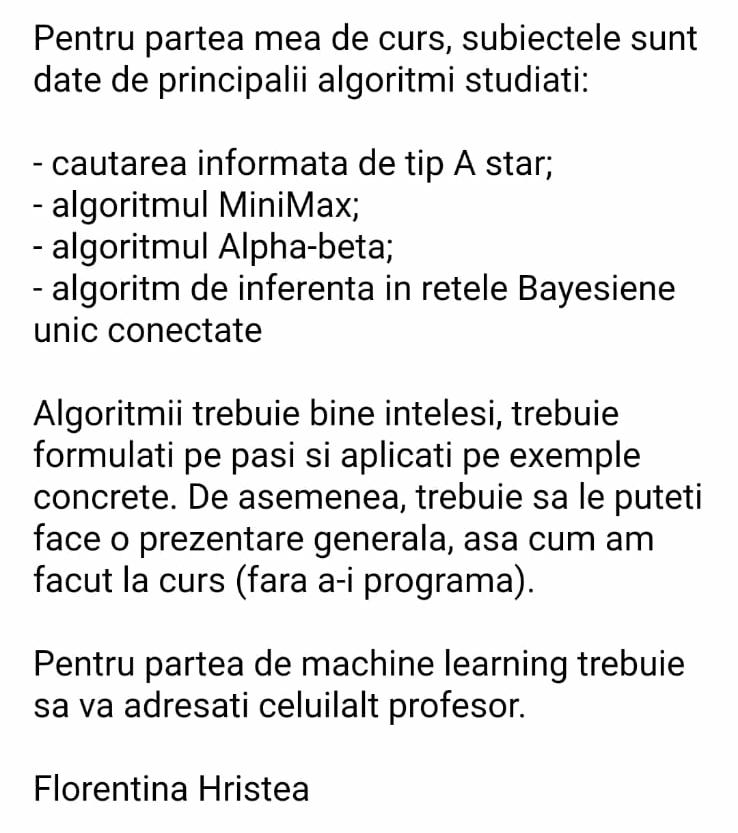 Pentru partea mea de curs, subiectele sunt
date de principalii algoritmi studiati:
- cautarea informata de tip A star;
- algoritmul MiniMax;
- algoritmul Alpha-beta;
- algoritm de inferenta in retele Bayesiene
unic conectate
Algoritmii trebuie bine intelesi, trebuie
formulati pe pasi si aplicati pe exemple
concrete. De asemenea, trebuie sa le puteti
face o prezentare generala, asa cum am
facut la curs (fara a-i programa).
Pentru partea de machine learning trebuie
sa va adresati celuilalt profesor.
Florentina Hristea